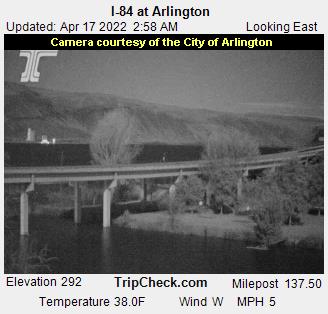 I-84 at Arlington
Updated: Apr 17 2022 2:58 AM Looking East
Camera courtesy of the City of Arlington
Elevation 292 TripCheck.com Milepost 137.50
Temperature 38.0F Wind W MPH 5